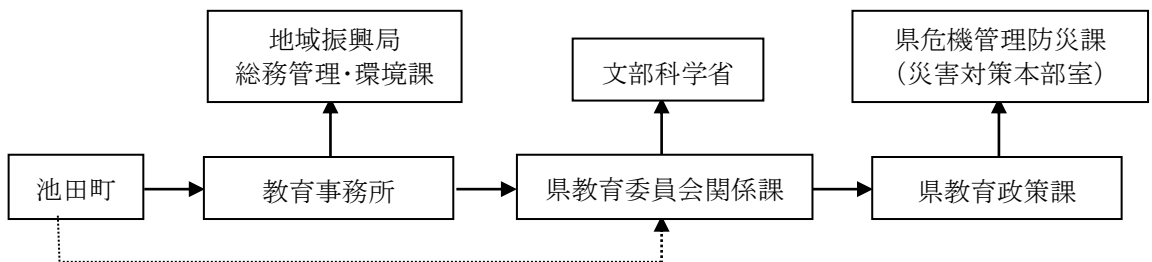 地域振興局
総務管理・環境課
文部科学省
県危機管理防災課
（災害対策本部室）
池田町
教育事務所
県教育委員会関係課
県教育政策課